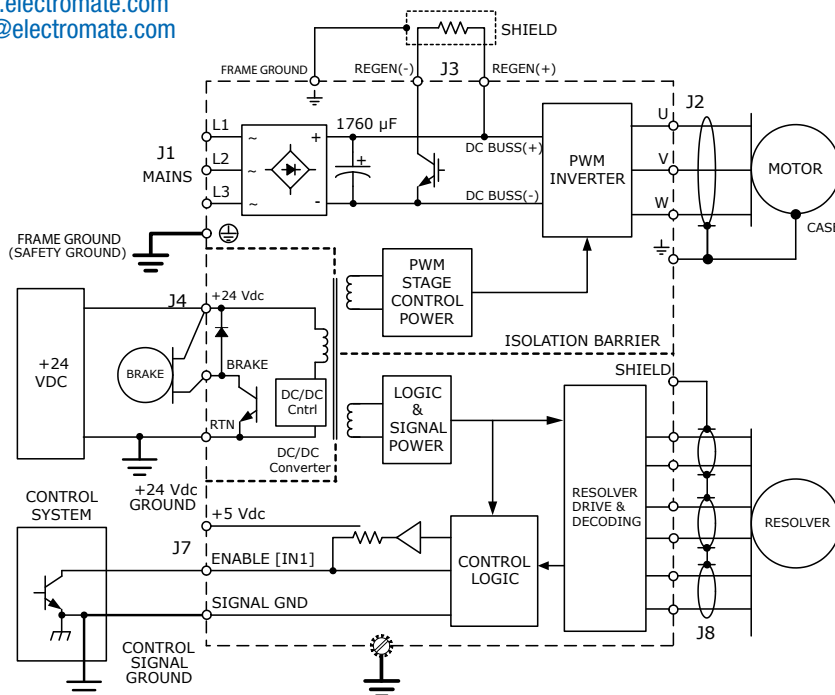 .electromate.com
@electromate.com
SHIELD
FRAME GROUND
REGEN(-)
J3
REGEN(+)
J1
MAINS
L1
L2
L3
~
~
~
+
-
1760 µF
+
DC BUSS(+)
DC BUSS(-)
PWM
INVERTER
U
V
W
J2
MOTOR
CASE
FRAME GROUND
(SAFETY GROUND)
PWM
STAGE
CONTROL
POWER
ISOLATION BARRIER
J4
+24 Vdc
+24
VDC
BRAKE
BRAKE
RTN
DC/DC
Cntrl
DC/DC
Converter
LOGIC
&
SIGNAL
POWER
SHIELD
RESOLVER
DRIVE &
DECODING
RESOLVER
J8
+24 Vdc
GROUND
CONTROL
SYSTEM
+5 Vdc
J7
ENABLE [IN1]
SIGNAL GND
CONTROL
LOGIC
CONTROL
SIGNAL
GROUND